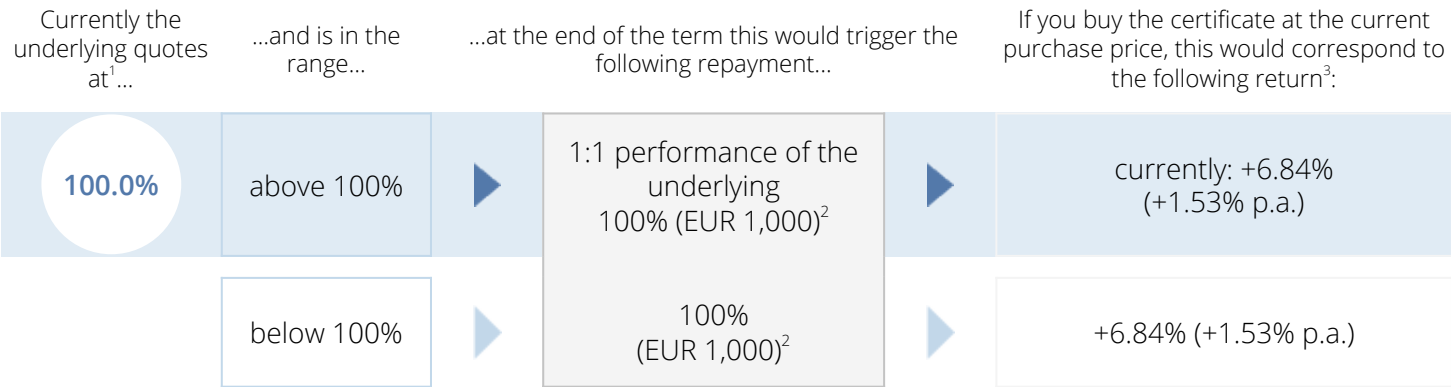 Currently the
underlying quotes
at¹...
...and is in the
range...
...at the end of the term this would trigger the
following repayment...
If you buy the certificate at the current
purchase price, this would correspond to
the following return³:
100.0%
above 100%
1:1 performance of the
underlying
100% (EUR 1,000)²
currently: +6.84%
(+1.53% p.a.)
below 100%
100%
(EUR 1,000)²
+6.84% (+1.53% p.a.)